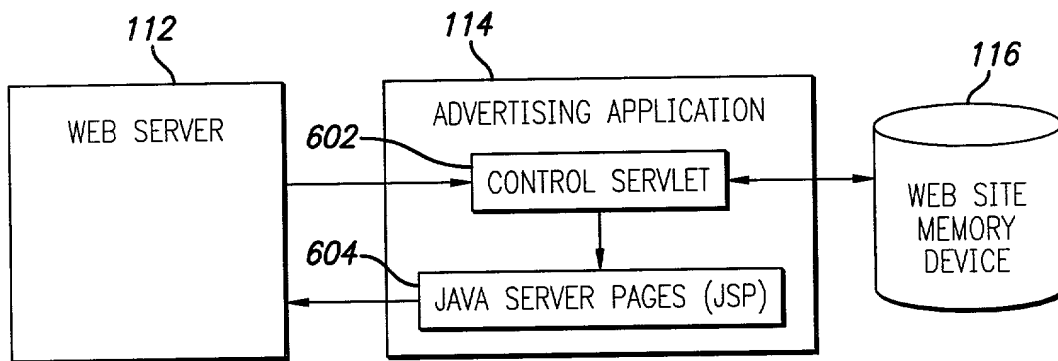 112
114
116
WEB SERVER
ADVERTISING APPLICATION
602
CONTROL SERVLET
WEB SITE
MEMORY
DEVICE
604
JAVA SERVER PAGES (JSP)